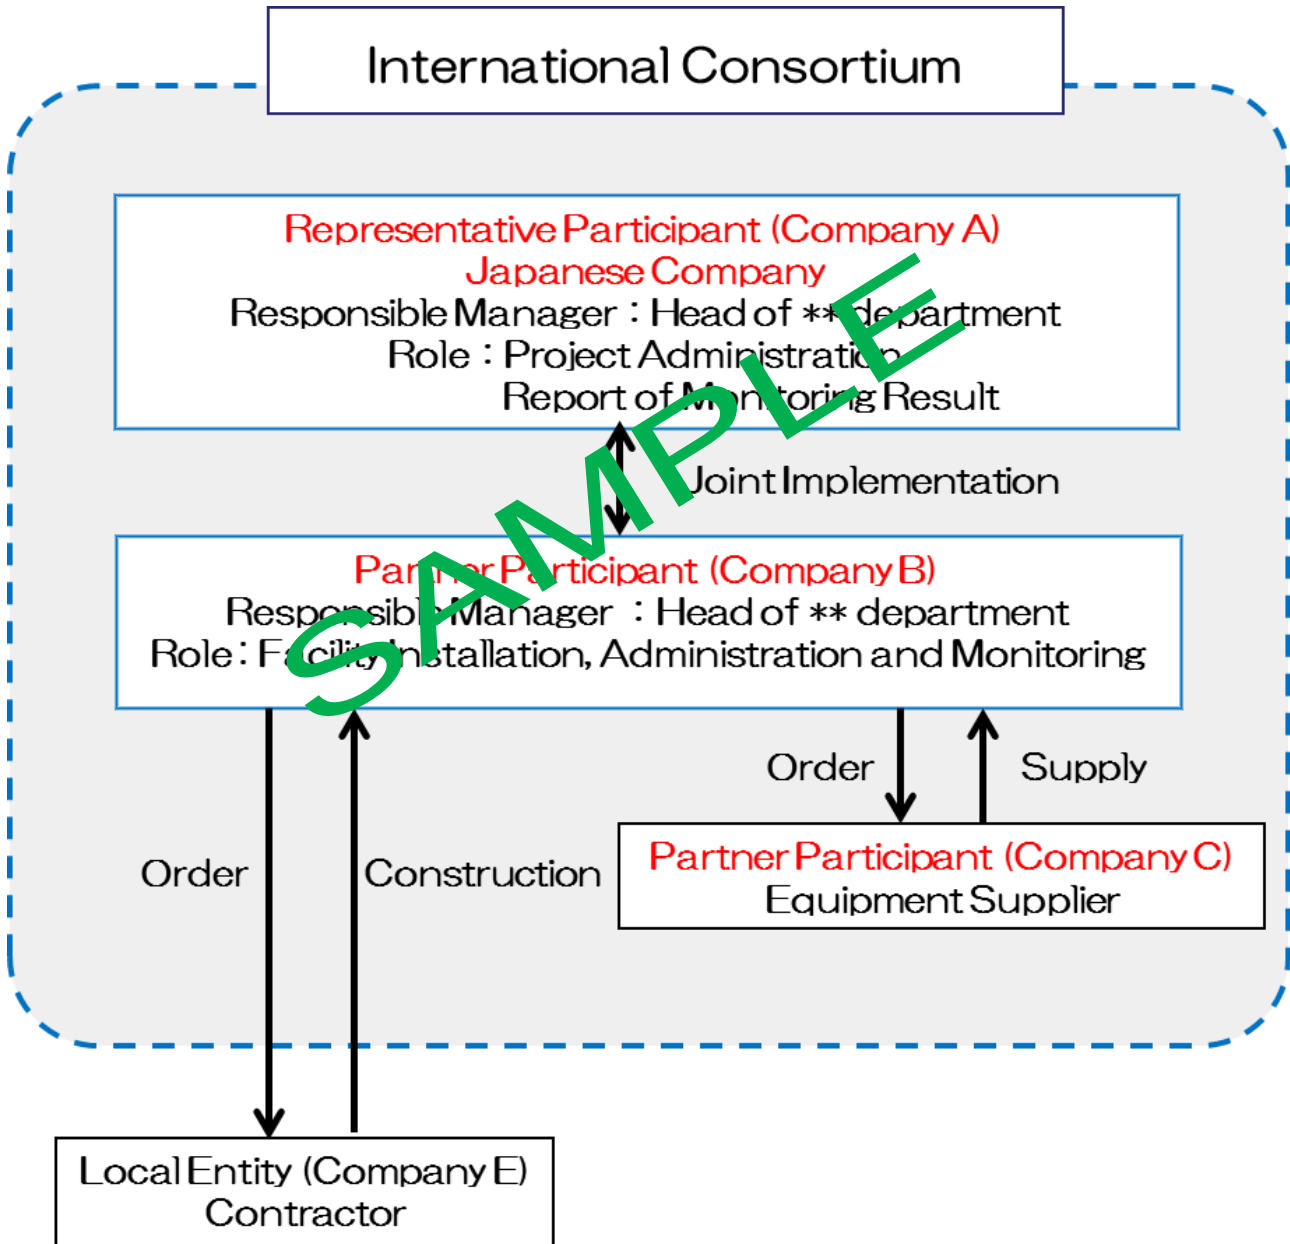 International Consortium
Representative Participant (Company A)
Japanese Company
Responsible Manager：Head of ** department
Role：Project Administration
Report of Monitoring Result
Joint Implementation
Partner Participant (Company B)
Responsible Manager ：Head of ** department
Role：Facility Installation, Administration and Monitoring
SAMPLE
Order
Supply
Partner Participant (Company C)
Equipment Supplier
Order
Construction
Local Entity (Company E)
Contractor